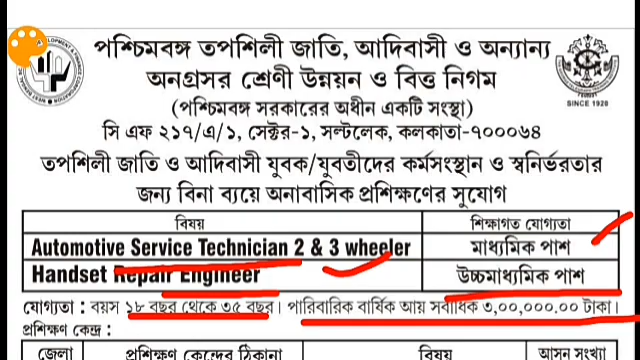 পশ্চিমবঙ্গ তপশিলী জাতি, আদিবাসী ও অন্যান্য
অনগ্রসর শ্রেণী উন্নয়ন ও বিত্ত নিগম
(পশ্চিমবঙ্গ সরকারের অধীন একটি সংস্থা)
সি এফ ২১৭/এ/১, সেক্টর-১, সল্টলেক, কলকাতা-৭০০০৬৪
SINCE 1920
তপশিলী জাতি ও আদিবাসী যুবক/যুবতীদের কর্মসংস্থান ও স্বনির্ভরতার
জন্য বিনা ব্যয়ে অনাবাসিক প্রশিক্ষণের সুযোগ
বিষয় শিক্ষাগত যোগ্যতা
Automotive Service Technician 2 & 3 wheeler মাধ্যমিক পাশ
Handset Repair Engineer উচ্চমাধ্যমিক পাশ
যোগ্যতা : বয়স ১৮ বছর থেকে ৩৫ বছর। পারিবারিক বার্ষিক আয় সর্বাধিক ৩,০০,০০০.০০ টাকা।
প্রশিক্ষণ কেন্দ্র :
জেলা প্রশিক্ষণ কেন্দ্রের ঠিকানা বিষয় আসন সংখ্যা